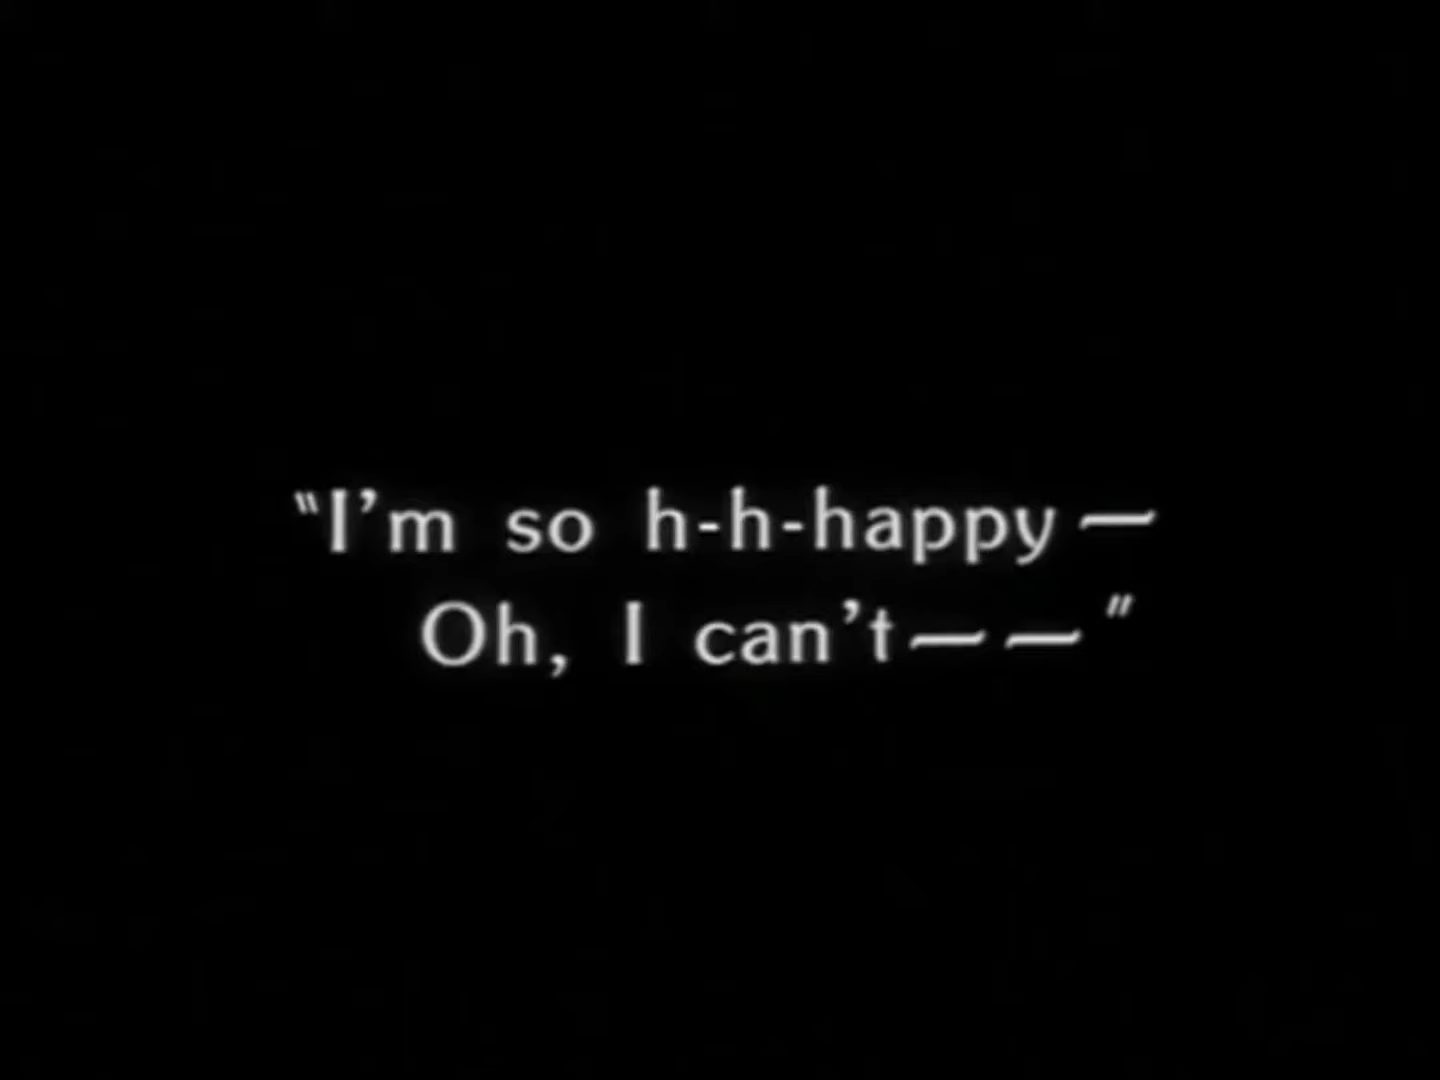 "I'm so h-h-happy—
Oh, I can't——"